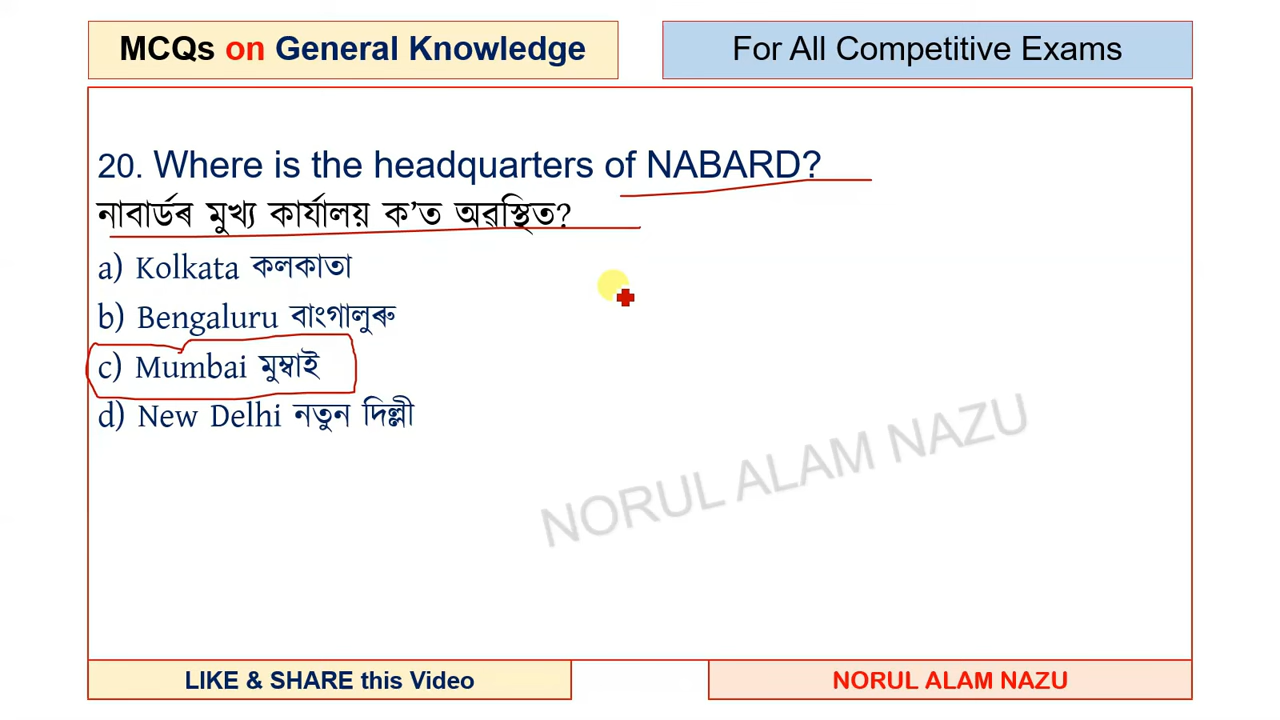 MCQs on General Knowledge
For All Competitive Exams
20. Where is the headquarters of NABARD?
নাবাৰ্ডৰ মুখ্য কাৰ্যালয় ক’ত অৱস্থিত?
a) Kolkata কলকাতা
b) Bengaluru বাংগালুৰু
c) Mumbai মুম্বাই
d) New Delhi নতুন দিল্লী
NORUL ALAM NAZU
LIKE & SHARE this Video
NORUL ALAM NAZU